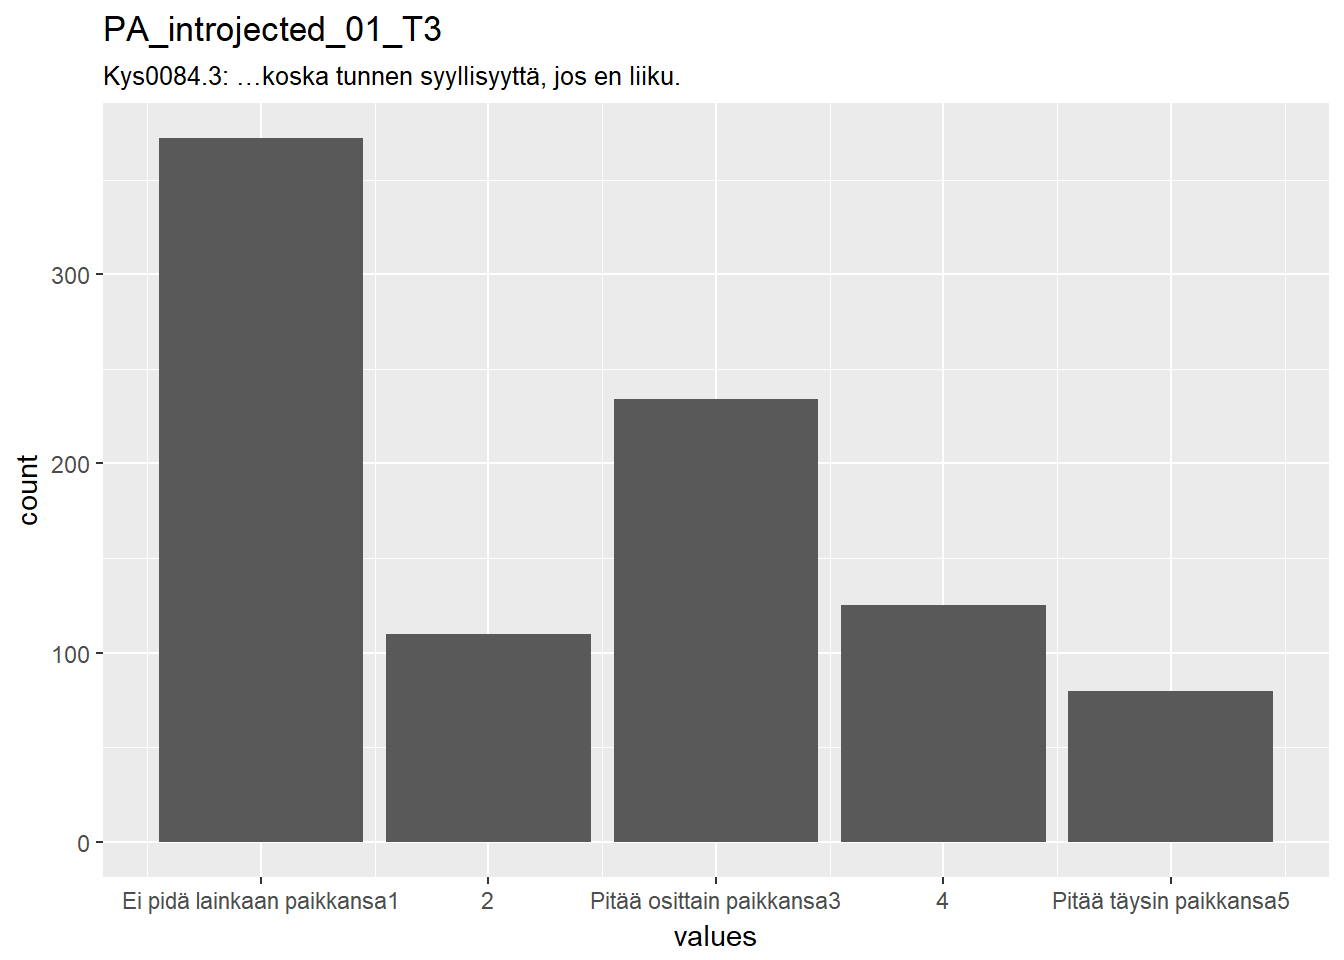 PA_introjected_01_T3
Kys0084.3: …koska tunnen syyllisyyttä, jos en liiku.
count
300
200
100
0
Ei pidä lainkaan paikkansa1 2 Pitää osittain paikkansa3 4 Pitää täysin paikkansa5
values